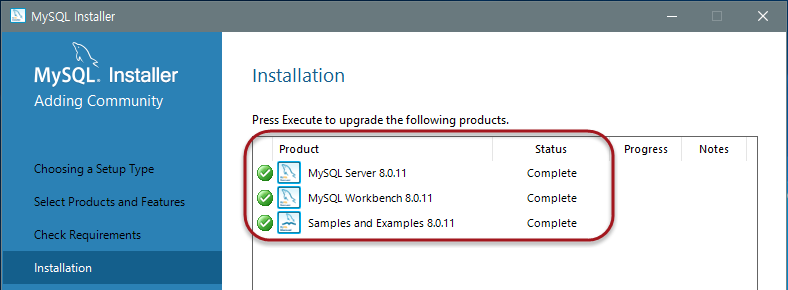 MySQL Installer
MySQL. Installer
Adding Community
Choosing a Setup Type
Select Products and Features
Check Requirements
Installation
Installation
Press Execute to upgrade the following products.
Product Status Progress Notes
MySQL Server 8.0.11 Complete
MySQL Workbench 8.0.11 Complete
Samples and Examples 8.0.11 Complete